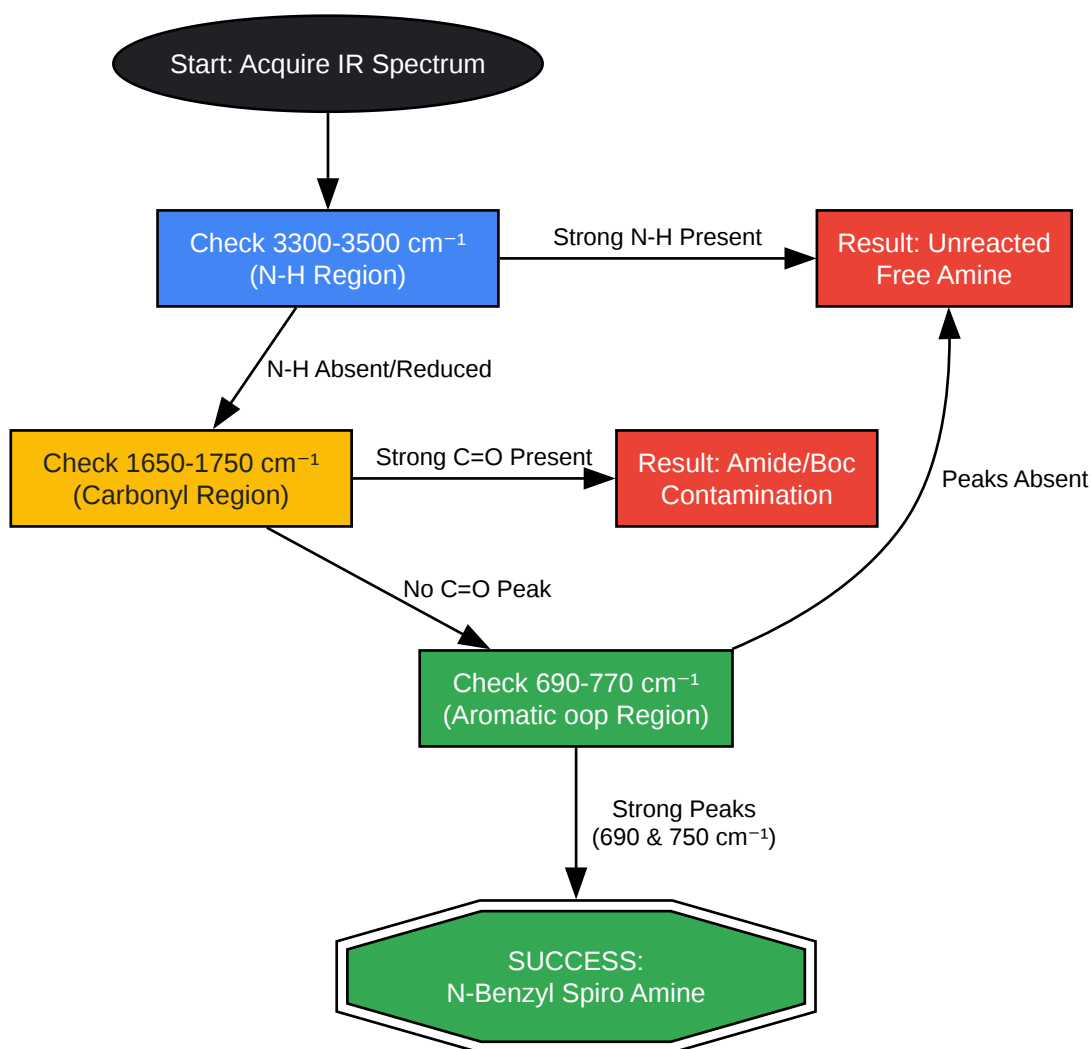 Start: Acquire IR Spectrum
Check 3300-3500 cm⁻¹
(N-H Region)
Strong N-H Present
Result: Unreacted
Free Amine
N-H Absent/Reduced
Check 1650-1750 cm⁻¹
(Carbonyl Region)
Strong C=O Present
Result: Amide/Boc
Contamination
Peaks Absent
No C=O Peak
Check 690-770 cm⁻¹
(Aromatic oop Region)
Strong Peaks
(690 & 750 cm⁻¹)
SUCCESS:
N-Benzyl Spiro Amine